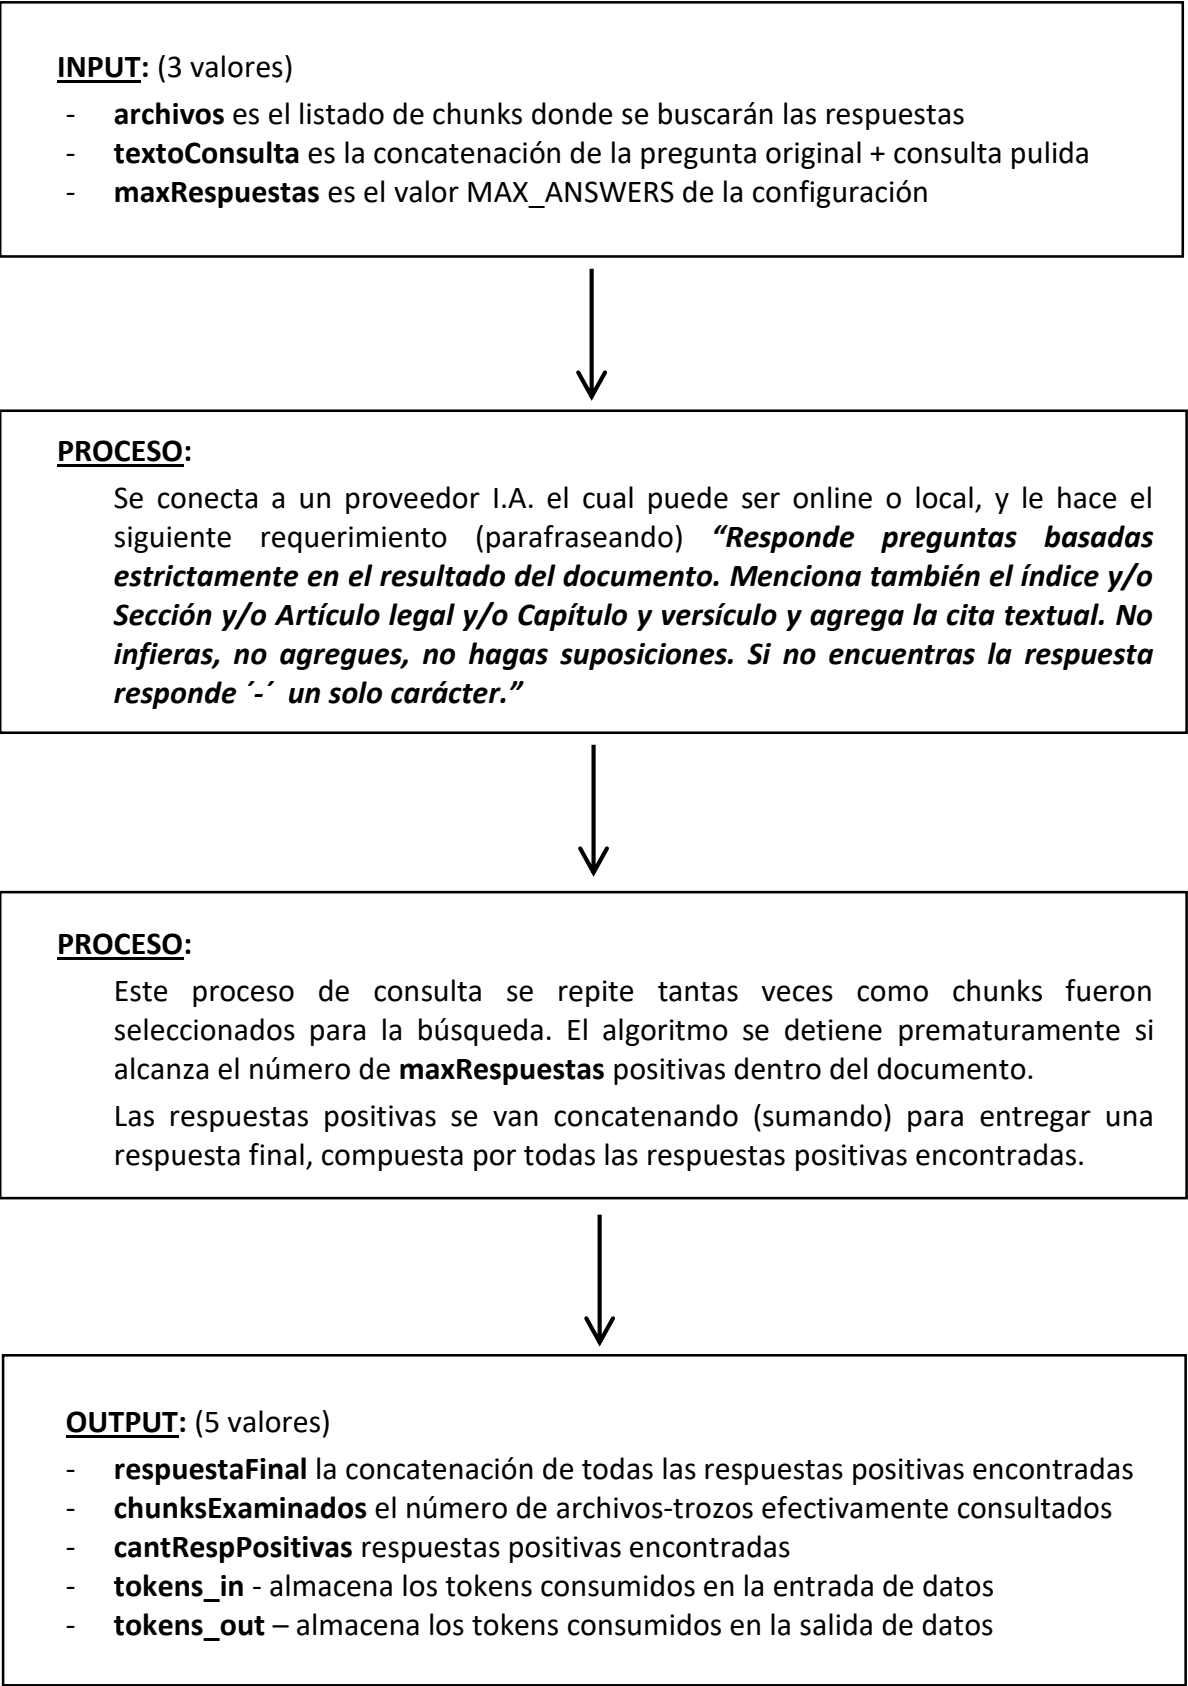 INPUT: (3 valores)
- archivos es el listado de chunks donde se buscarán las respuestas
- textoConsulta es la concatenación de la pregunta original + consulta pulida
- maxRespuestas es el valor MAX_ANSWERS de la configuración
PROCESO:
Se conecta a un proveedor I.A. el cual puede ser online o local, y le hace el
siguiente requerimiento (parafraseando) “Responde preguntas basadas
estrictamente en el resultado del documento. Menciona también el índice y/o
Sección y/o Artículo legal y/o Capítulo y versículo y agrega la cita textual. No
infieras, no agregues, no hagas suposiciones. Si no encuentras la respuesta
responde ´-´ un solo carácter.”
PROCESO:
Este proceso de consulta se repite tantas veces como chunks fueron
seleccionados para la búsqueda. El algoritmo se detiene prematuramente si
alcanza el número de maxRespuestas positivas dentro del documento.
Las respuestas positivas se van concatenando (sumando) para entregar una
respuesta final, compuesta por todas las respuestas positivas encontradas.
OUTPUT: (5 valores)
- respuestaFinal la concatenación de todas las respuestas positivas encontradas
- chunksExaminados el número de archivos-trozos efectivamente consultados
- cantRespPositivas respuestas positivas encontradas
- tokens_in - almacena los tokens consumidos en la entrada de datos
- tokens_out – almacena los tokens consumidos en la salida de datos